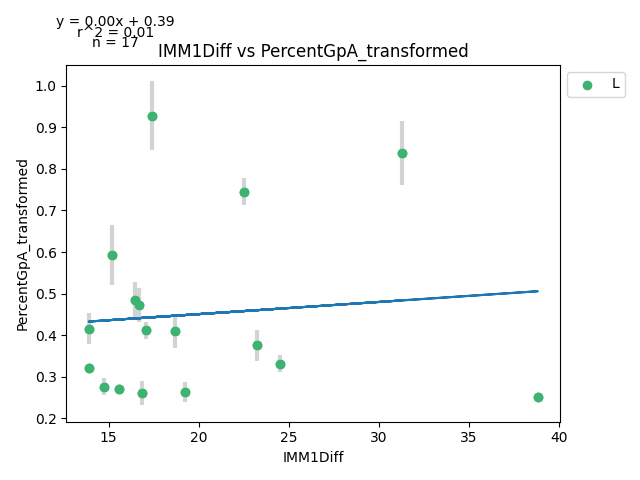 y = 0.00x + 0.39
r^2 = 0.01
n = 17
IMM1Diff vs PercentGpA_transformed
L
PercentGpA_transformed
1.0
0.9
0.8
0.7
0.6
0.5
0.4
0.3
0.2
15
20
25
30
35
40
IMM1Diff